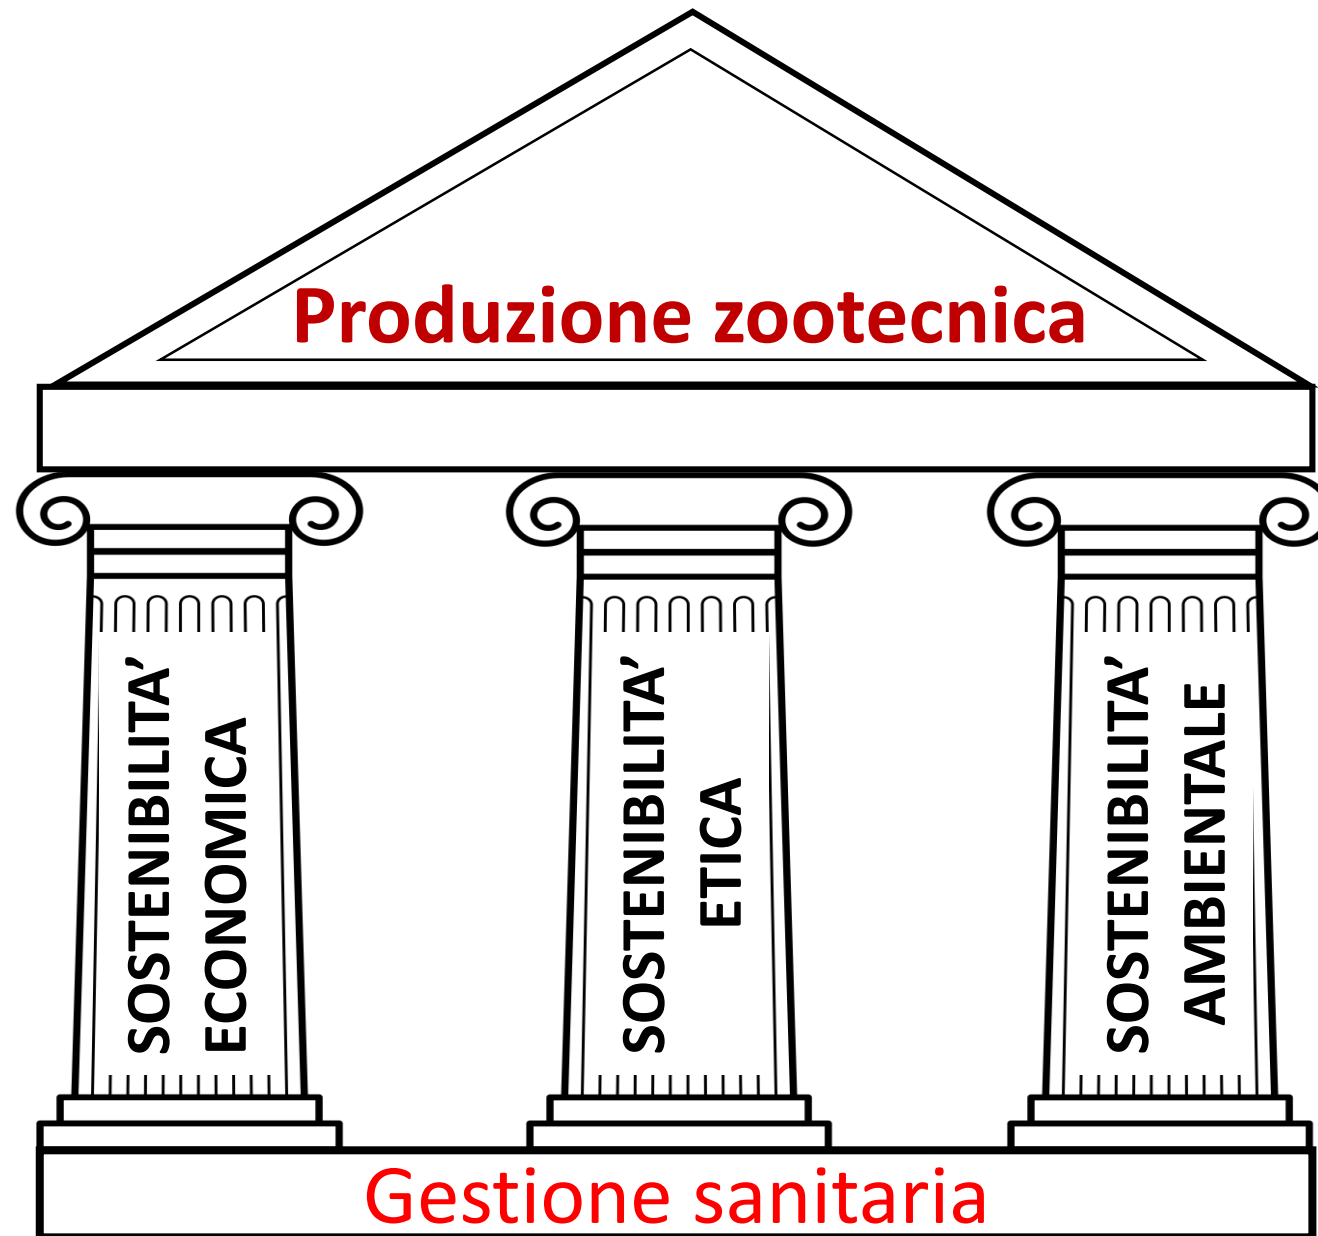 Produzione zootecnica
SOSTENIBILITA’
ECONOMICA
SOSTENIBILITA’
ETICA
SOSTENIBILITA’
AMBIENTALE
Gestione sanitaria